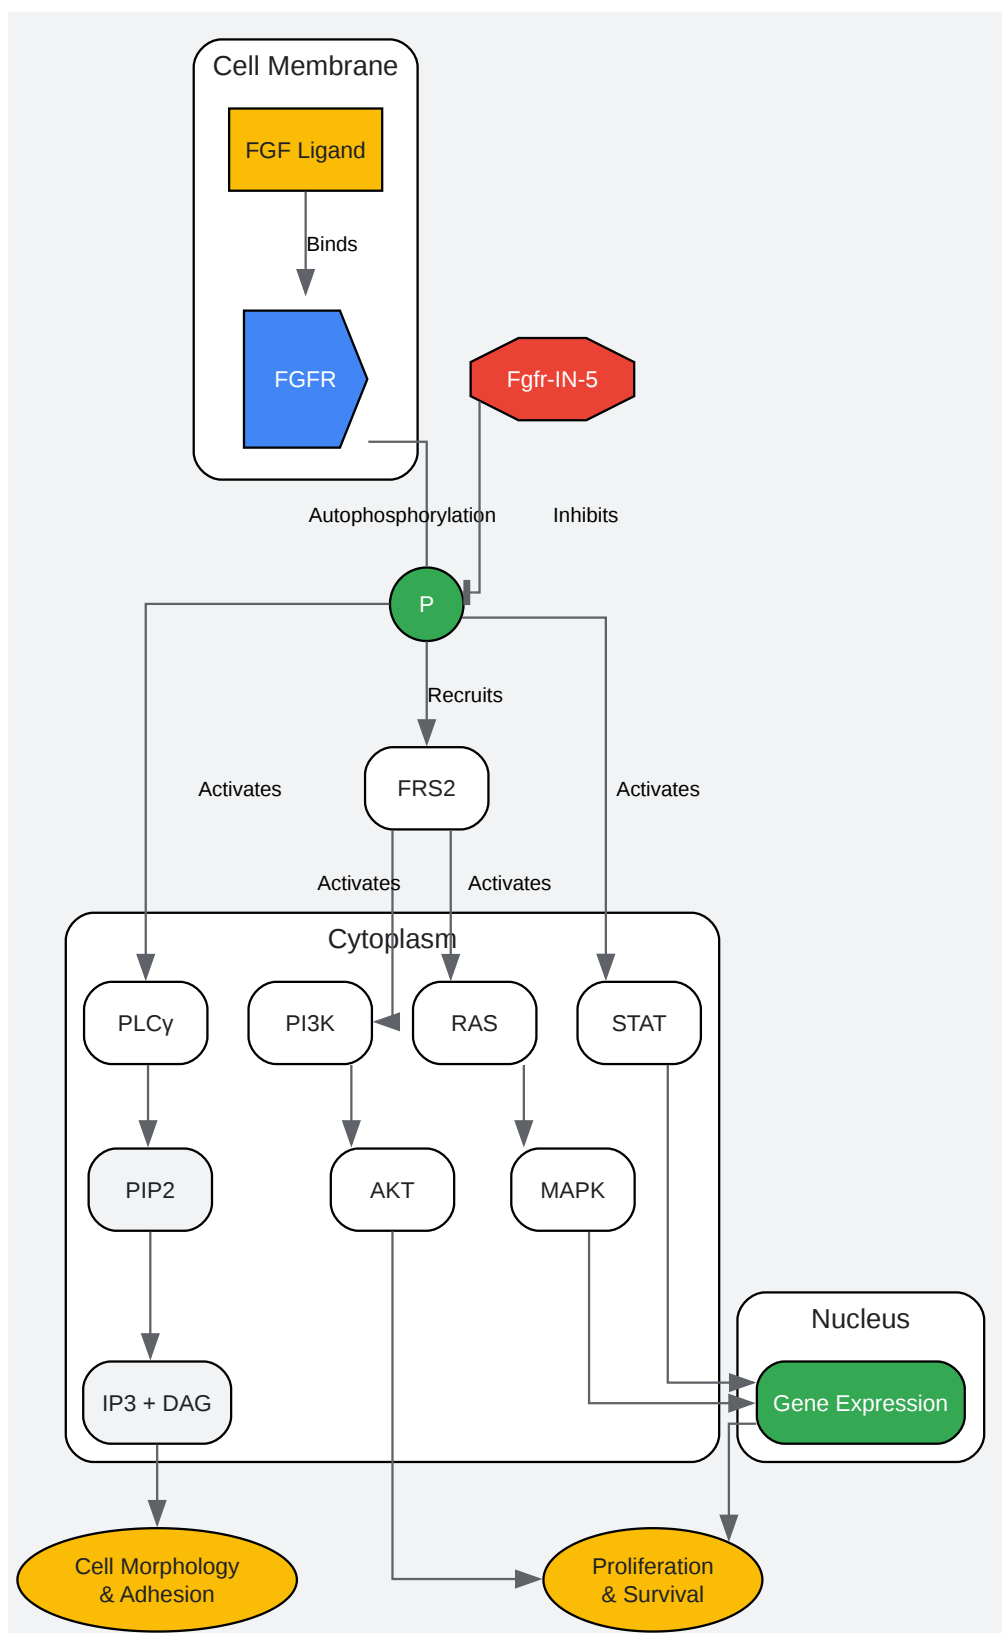 Cell Membrane
FGF Ligand
Binds
FGFR
Fgfr-IN-5
Autophosphorylation
Inhibits
P
Recruits
FRS2
Activates
Activates
Activates
Activates
Cytoplasm
PLCγ
PI3K
RAS
STAT
PIP2
AKT
MAPK
Nucleus
IP3 + DAG
Gene Expression
Cell Morphology
& Adhesion
Proliferation
& Survival